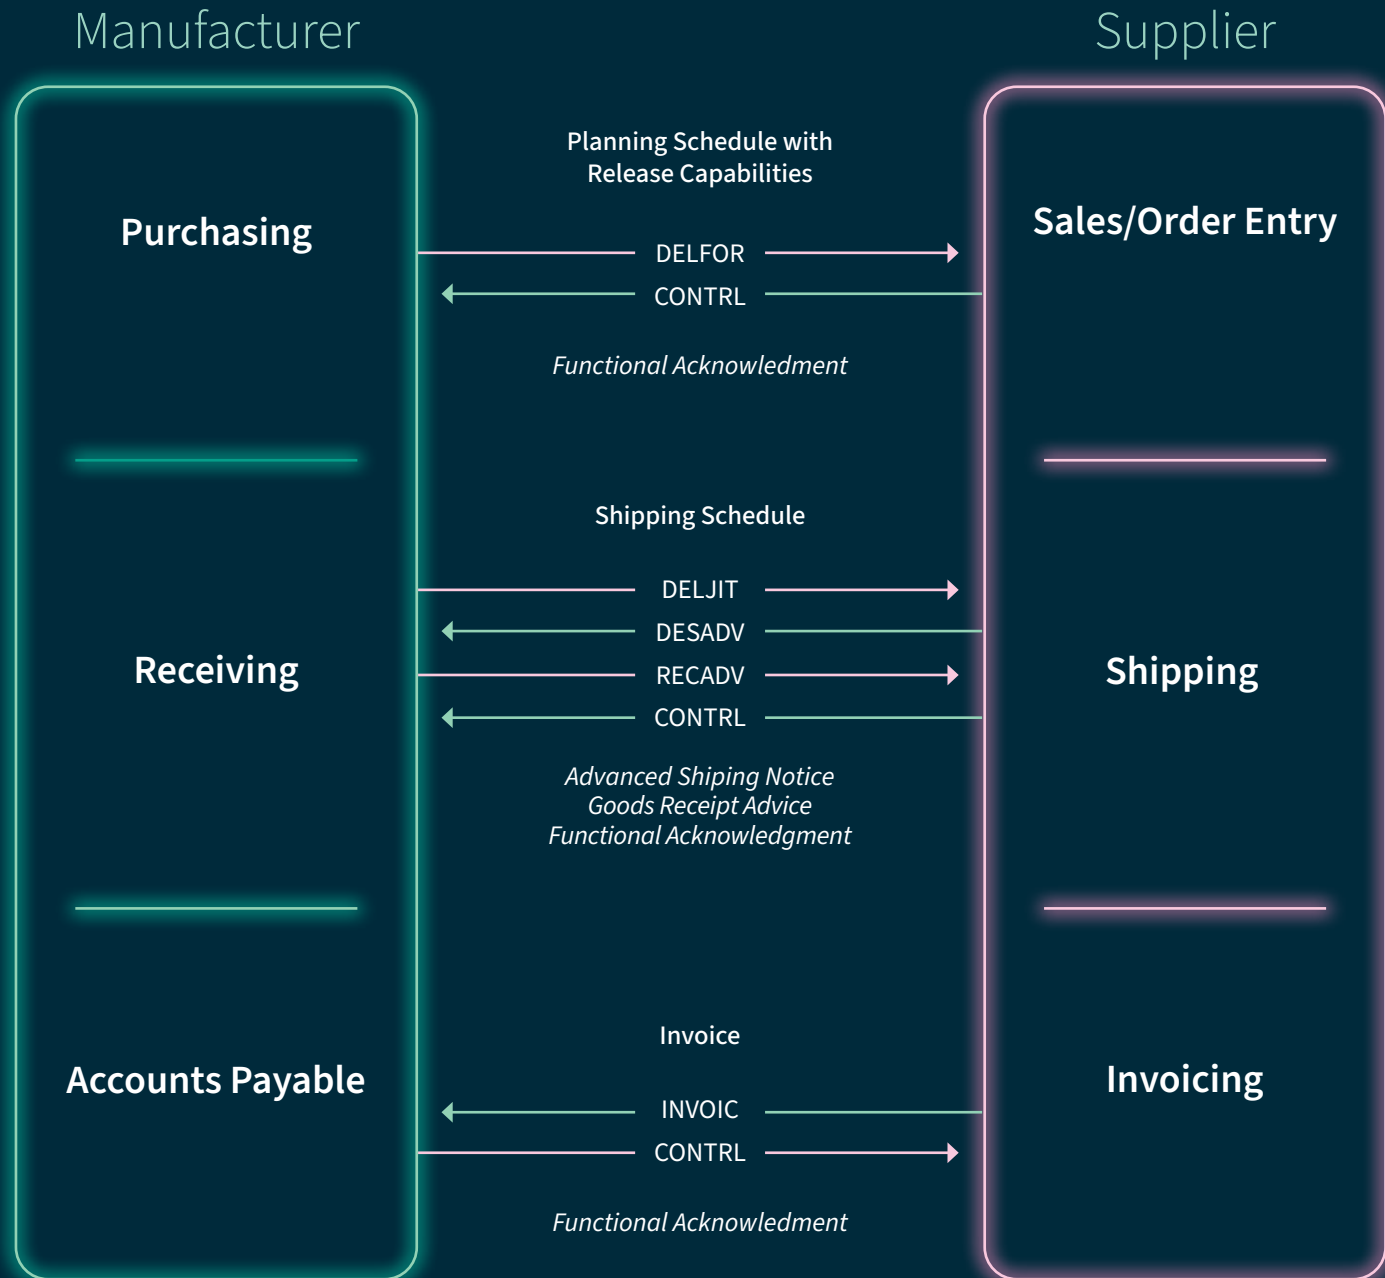 Manufacturer
Supplier
Planning Schedule with
Release Capabilities
Purchasing
Sales/Order Entry
DELFOR
CONTRL
Functional Acknowledment
Shipping Schedule
DELJIT
DESADV
Receiving
Shipping
RECADV
CONTRL
Advanced Shiping Notice
Goods Receipt Advice
Functional Acknowledgment
Invoice
Accounts Payable
Invoicing
INVOIC
CONTRL
Functional Acknowledment